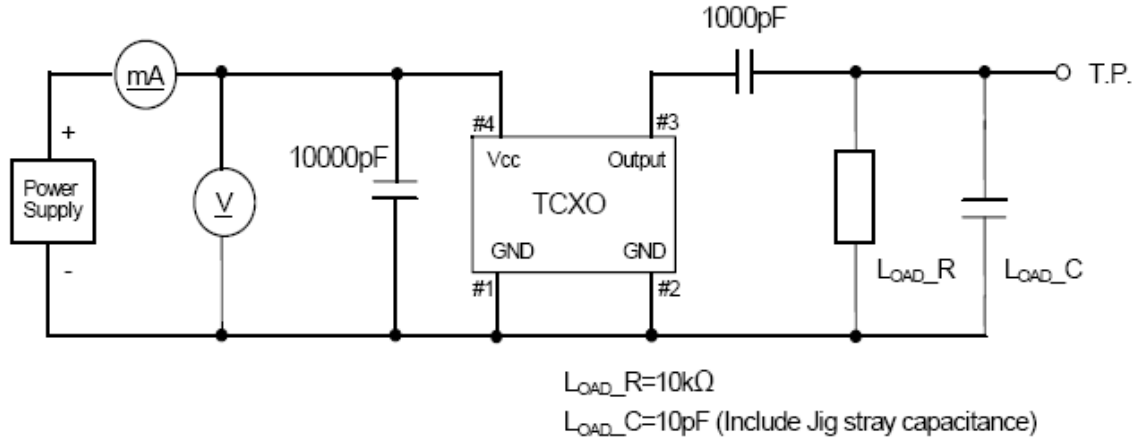 1000pF
mA
T.P.
#4
#3
+
10000pF
Vcc
Output
Power
Supply
V
TCXO
-
GND
GND
LOAD_R
LOAD_C
#1
#2
LOAD_R=10kΩ
LOAD_C=10pF (Include Jig stray capacitance)